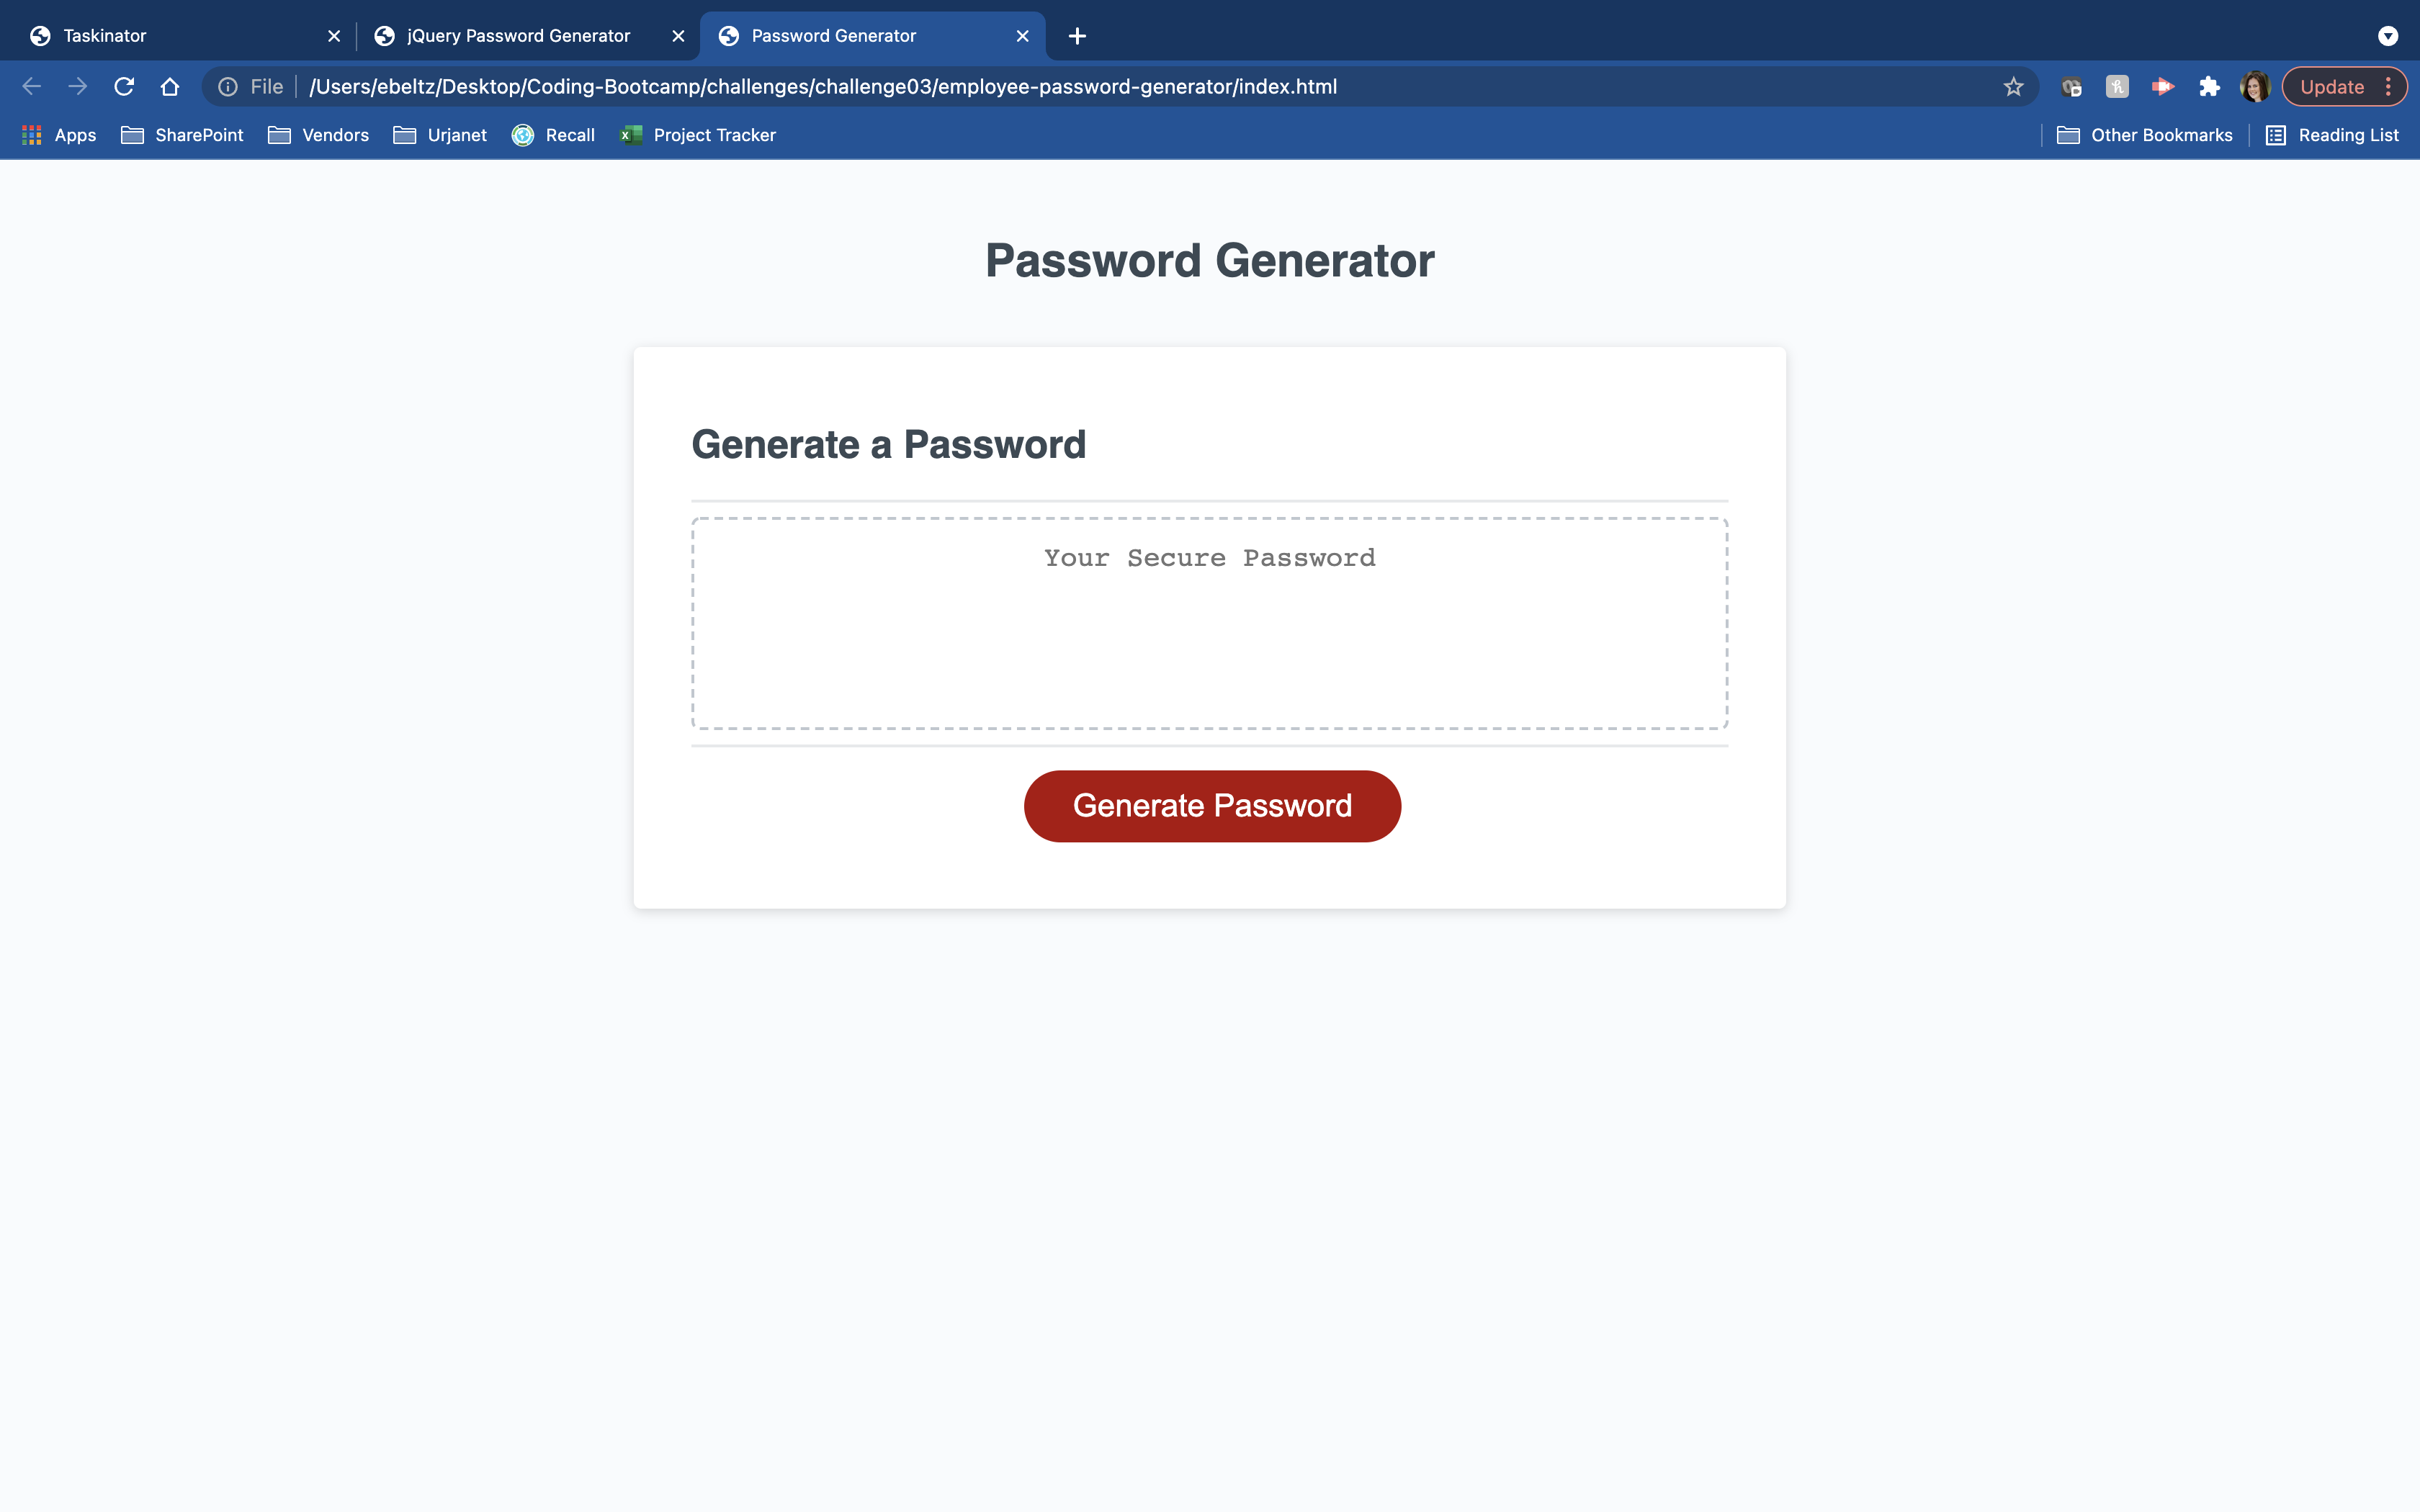 Taskinator
jQuery Password Generator
Password Generator
File
/Users/ebeltz/Desktop/Coding-Bootcamp/challenges/challenge03/employee-password-generator/index.html
Update
Apps
SharePoint
Vendors
Urjanet
Recall
Project Tracker
Other Bookmarks
Reading List
Password Generator
Generate a Password
Your Secure Password
Generate Password